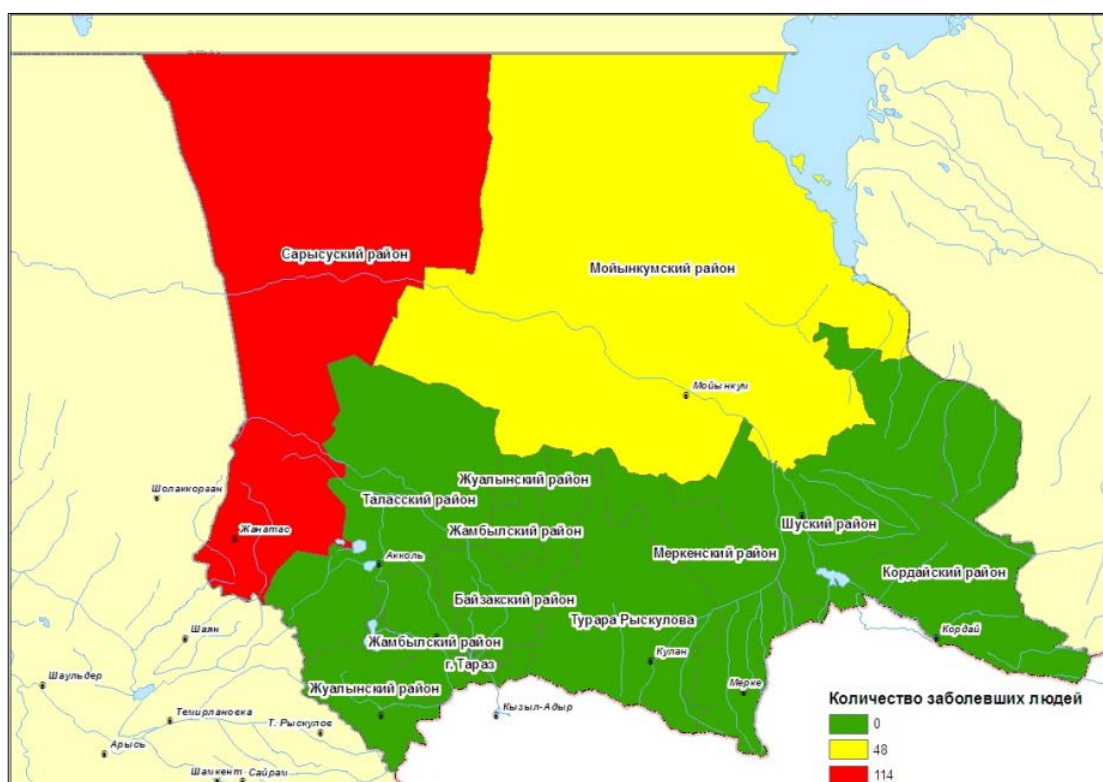 Сарысуский район
Мойынкумский район
Мойынкум
Жуалынский район
Шолаккорган
Таласский район
Шуский район
Жамбылский район
Жанатас
Меркенский район
Акколь
Кордайский район
Байзакский район
Турара Рыскулова
Шаян
Жамбылский район
Кордай
г. Тараз
Кулан
Шаульдер
Жуалынский район
Мерке
Количество заболевших людей
Темирлановка
Кызыл-Адыр
0
Т. Рыскулов
Арысь
48
Шамкент
Сайрам
114